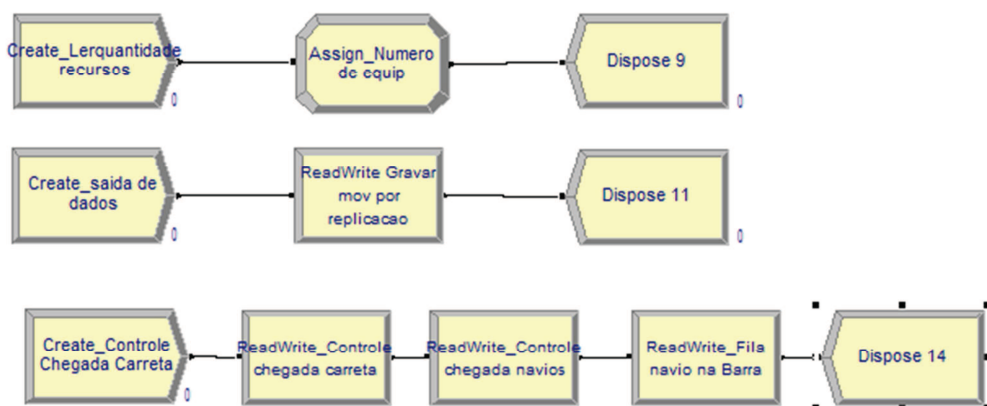 Create_Lerquantidade
recursos
0
Assign_Numero
de equip
Dispose 9
0
Create_saida de
dados
0
ReadWrite Gravar
mov por
replicacao
Dispose 11
0
Create_Controle
Chegada Carreta
0
ReadWrite_Controle
chegada carreta
ReadWrite_Controle
chegada navios
ReadWrite_Fila
navio na Barra
Dispose 14